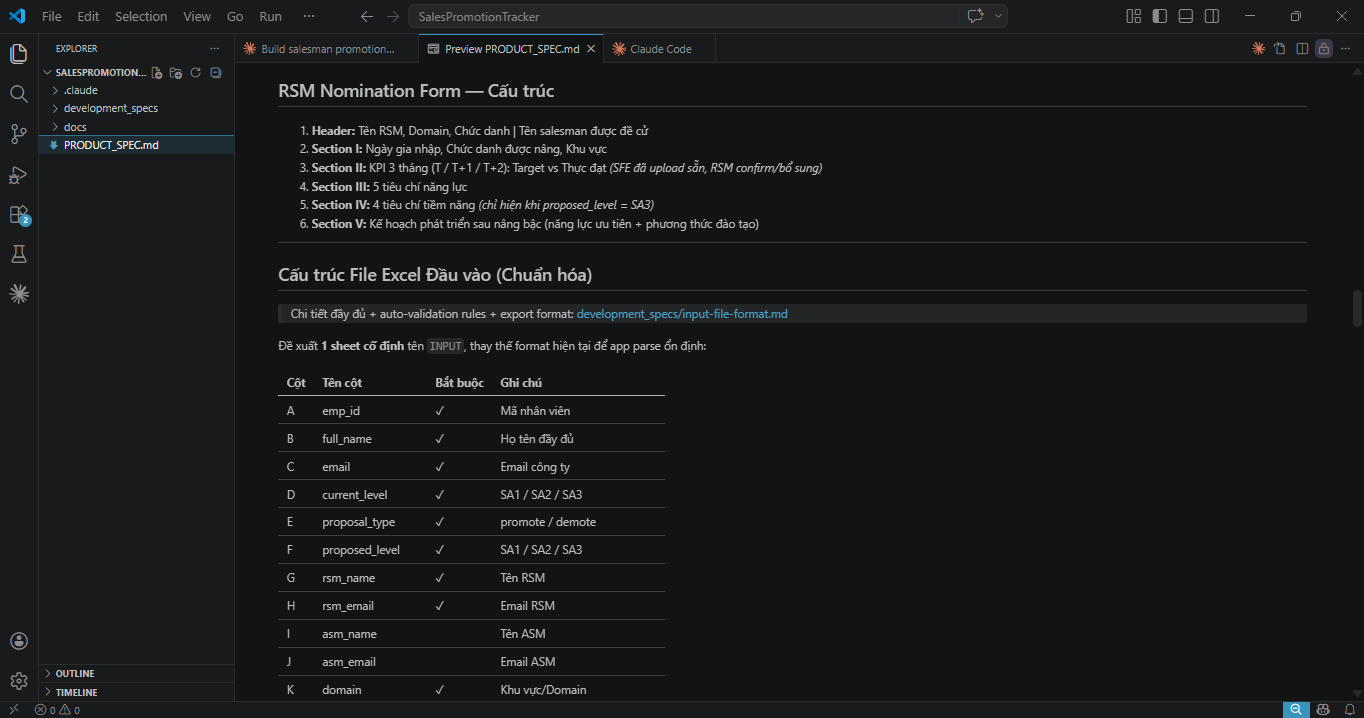 File Edit Selection View Go Run ··· SalesPromotionTracker
EXPLORER ···
SALESPROMOTION...
.claude
development_specs
docs
PRODUCT_SPEC.md
OUTLINE
TIMELINE
2
Build salesman promotion... Preview PRODUCT_SPEC.md Claude Code
RSM Nomination Form — Cấu trúc
1. Header: Tên RSM, Domain, Chức danh | Tên salesman được đề cử
2. Section I: Ngày gia nhập, Chức danh được nâng, Khu vực
3. Section II: KPI 3 tháng (T / T+1 / T+2): Target vs Thực đạt (SFE đã upload sẵn, RSM confirm/bổ sung)
4. Section III: 5 tiêu chí năng lực
5. Section IV: 4 tiêu chí tiềm năng (chỉ hiện khi proposed_level = SA3)
6. Section V: Kế hoạch phát triển sau nâng bậc (năng lực ưu tiên + phương thức đào tạo)
Cấu trúc File Excel Đầu vào (Chuẩn hóa)
Chi tiết đầy đủ + auto-validation rules + export format: development_specs/input-file-format.md
Đề xuất 1 sheet cố định tên INPUT, thay thế format hiện tại để app parse ổn định:
Cột Tên cột Bắt buộc Ghi chú
A emp_id ✓ Mã nhân viên
B full_name ✓ Họ tên đầy đủ
C email ✓ Email công ty
D current_level ✓ SA1 / SA2 / SA3
E proposal_type ✓ promote / demote
F proposed_level ✓ SA1 / SA2 / SA3
G rsm_name ✓ Tên RSM
H rsm_email ✓ Email RSM
I asm_name Tên ASM
J asm_email Email ASM
K domain ✓ Khu vực/Domain
0 0